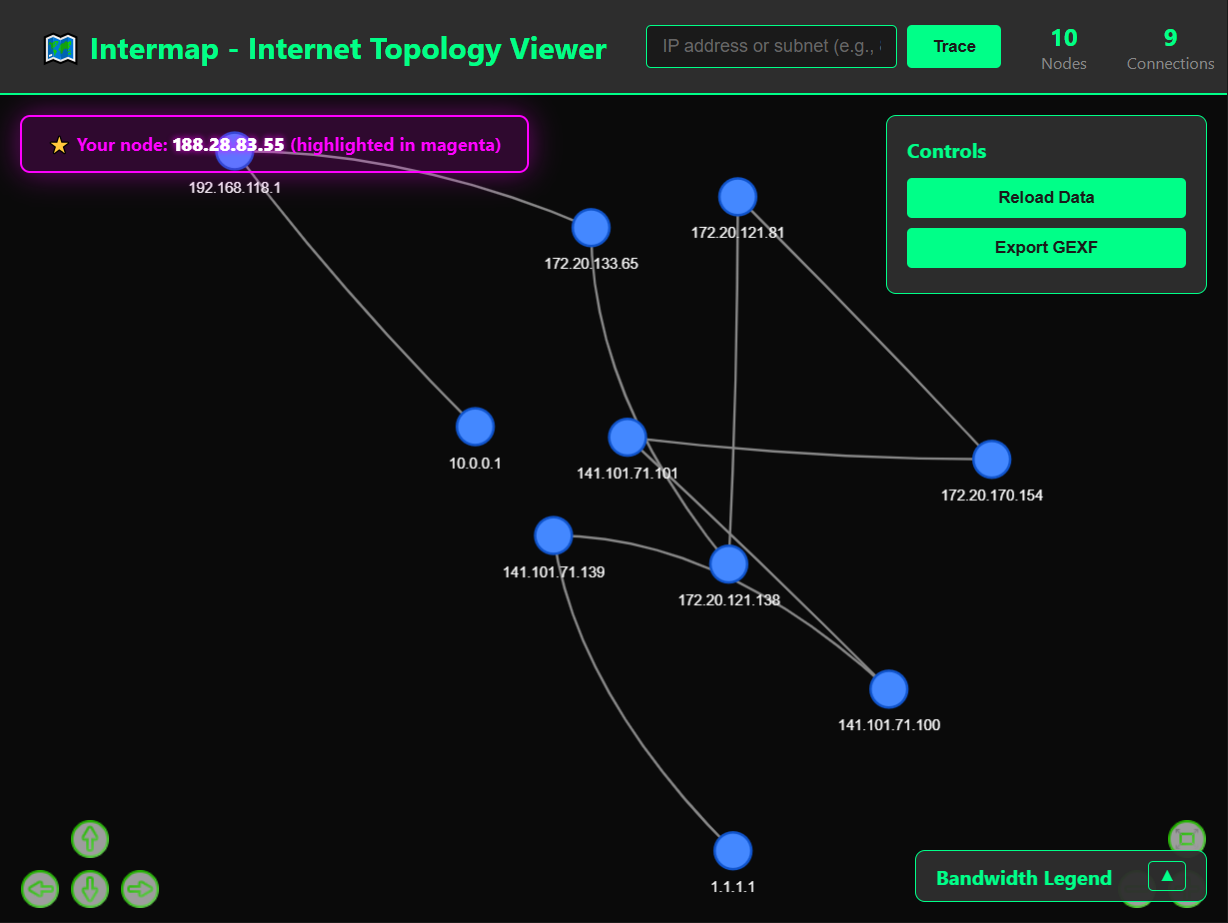 Intermap - Internet Topology Viewer
IP address or subnet (e.g., 
Trace
10
Nodes
9
Connections
Your node: 188.28.83.55 (highlighted in magenta)
192.168.118.1
Controls
Reload Data
Export GEXF
172.20.121.81
172.20.133.65
10.0.0.1
141.101.71.101
172.20.170.154
141.101.71.139
172.20.121.138
141.101.71.100
1.1.1.1
Bandwidth Legend